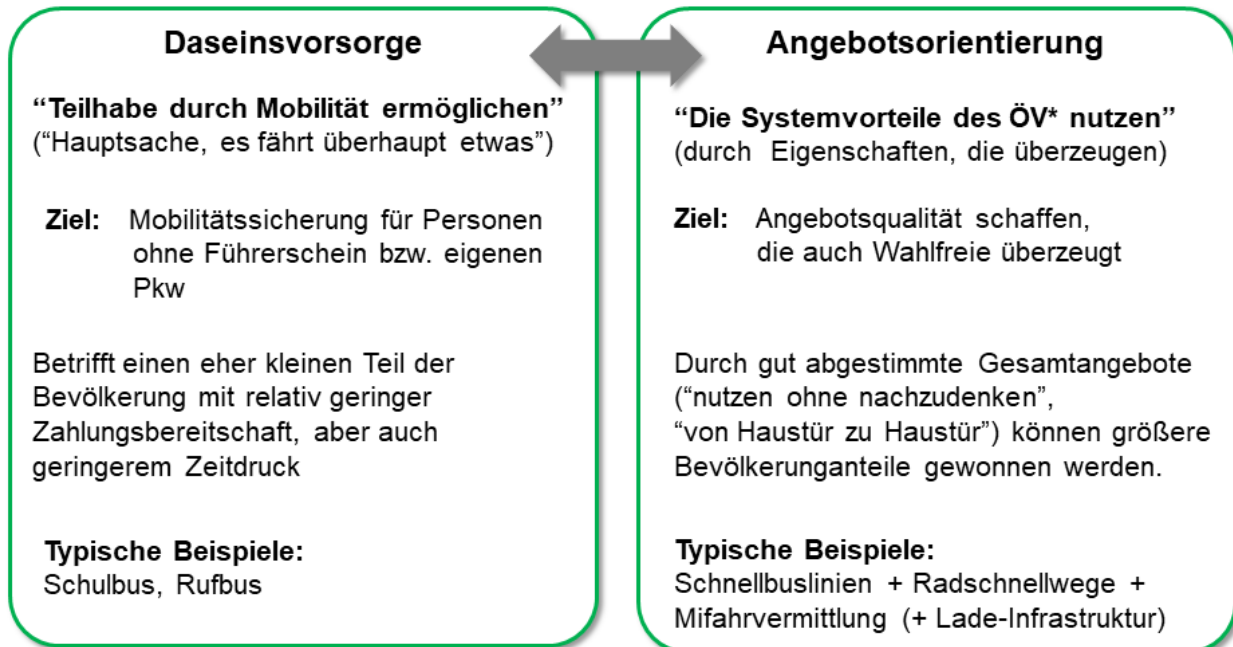 Daseinsvorsorge
“Teilhabe durch Mobilität ermöglichen”
(“Hauptsache, es fährt überhaupt etwas”)
Ziel: Mobilitätssicherung für Personen
ohne Führerschein bzw. eigenen
Pkw
Betrifft einen eher kleinen Teil der
Bevölkerung mit relativ geringer
Zahlungsbereitschaft, aber auch
geringerem Zeitdruck
Typische Beispiele:
Schulbus, Rufbus
Angebotsorientierung
“Die Systemvorteile des ÖV* nutzen”
(durch Eigenschaften, die überzeugen)
Ziel: Angebotsqualität schaffen,
die auch Wahlfreie überzeugt
Durch gut abgestimmte Gesamtangebote
(“nutzen ohne nachzudenken”,
“von Haustür zu Haustür”) können größere
Bevölkerunganteile gewonnen werden.
Typische Beispiele:
Schnellbuslinien + Radschnellwege +
Mifahrvermittlung (+ Lade-Infrastruktur)